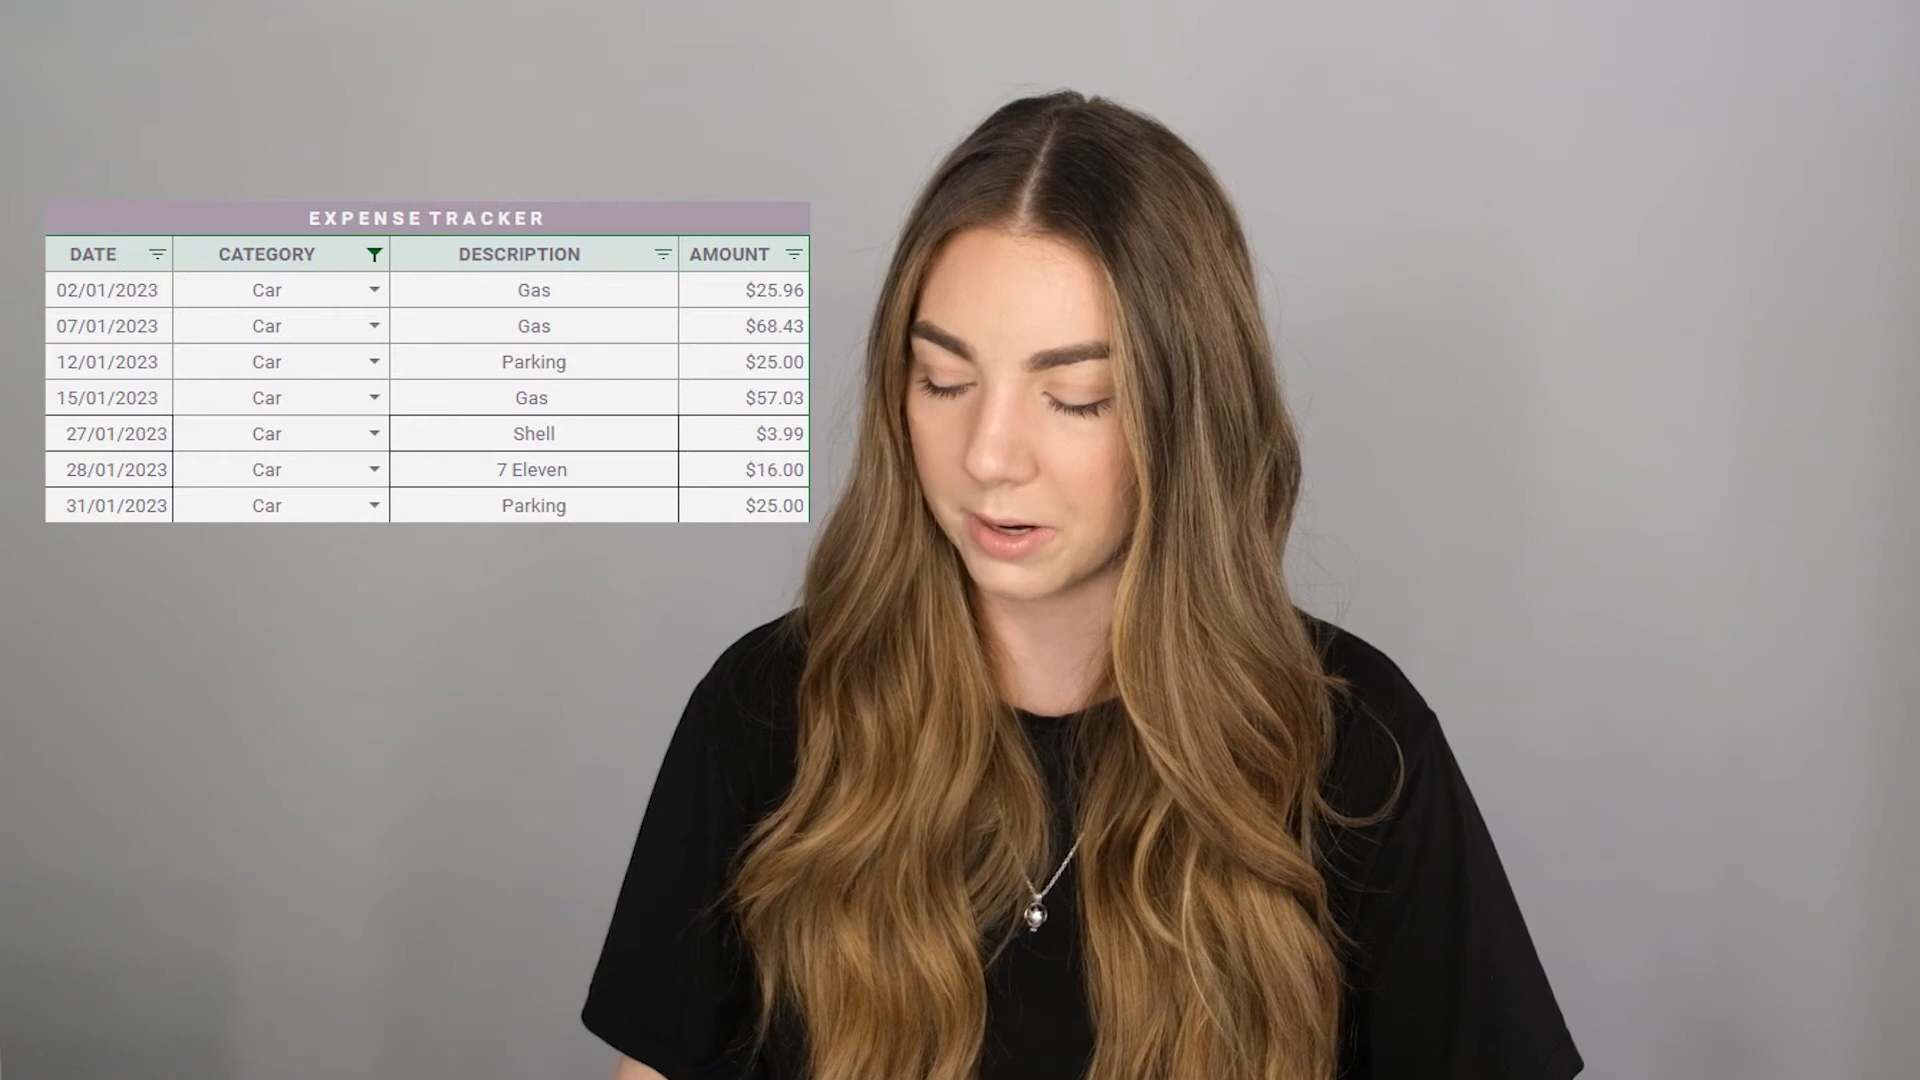 EXPENSE TRACKER
DATE CATEGORY DESCRIPTION AMOUNT
02/01/2023 Car Gas $25.96
07/01/2023 Car Gas $68.43
12/01/2023 Car Parking $25.00
15/01/2023 Car Gas $57.03
27/01/2023 Car Shell $3.99
28/01/2023 Car 7 Eleven $16.00
31/01/2023 Car Parking $25.00